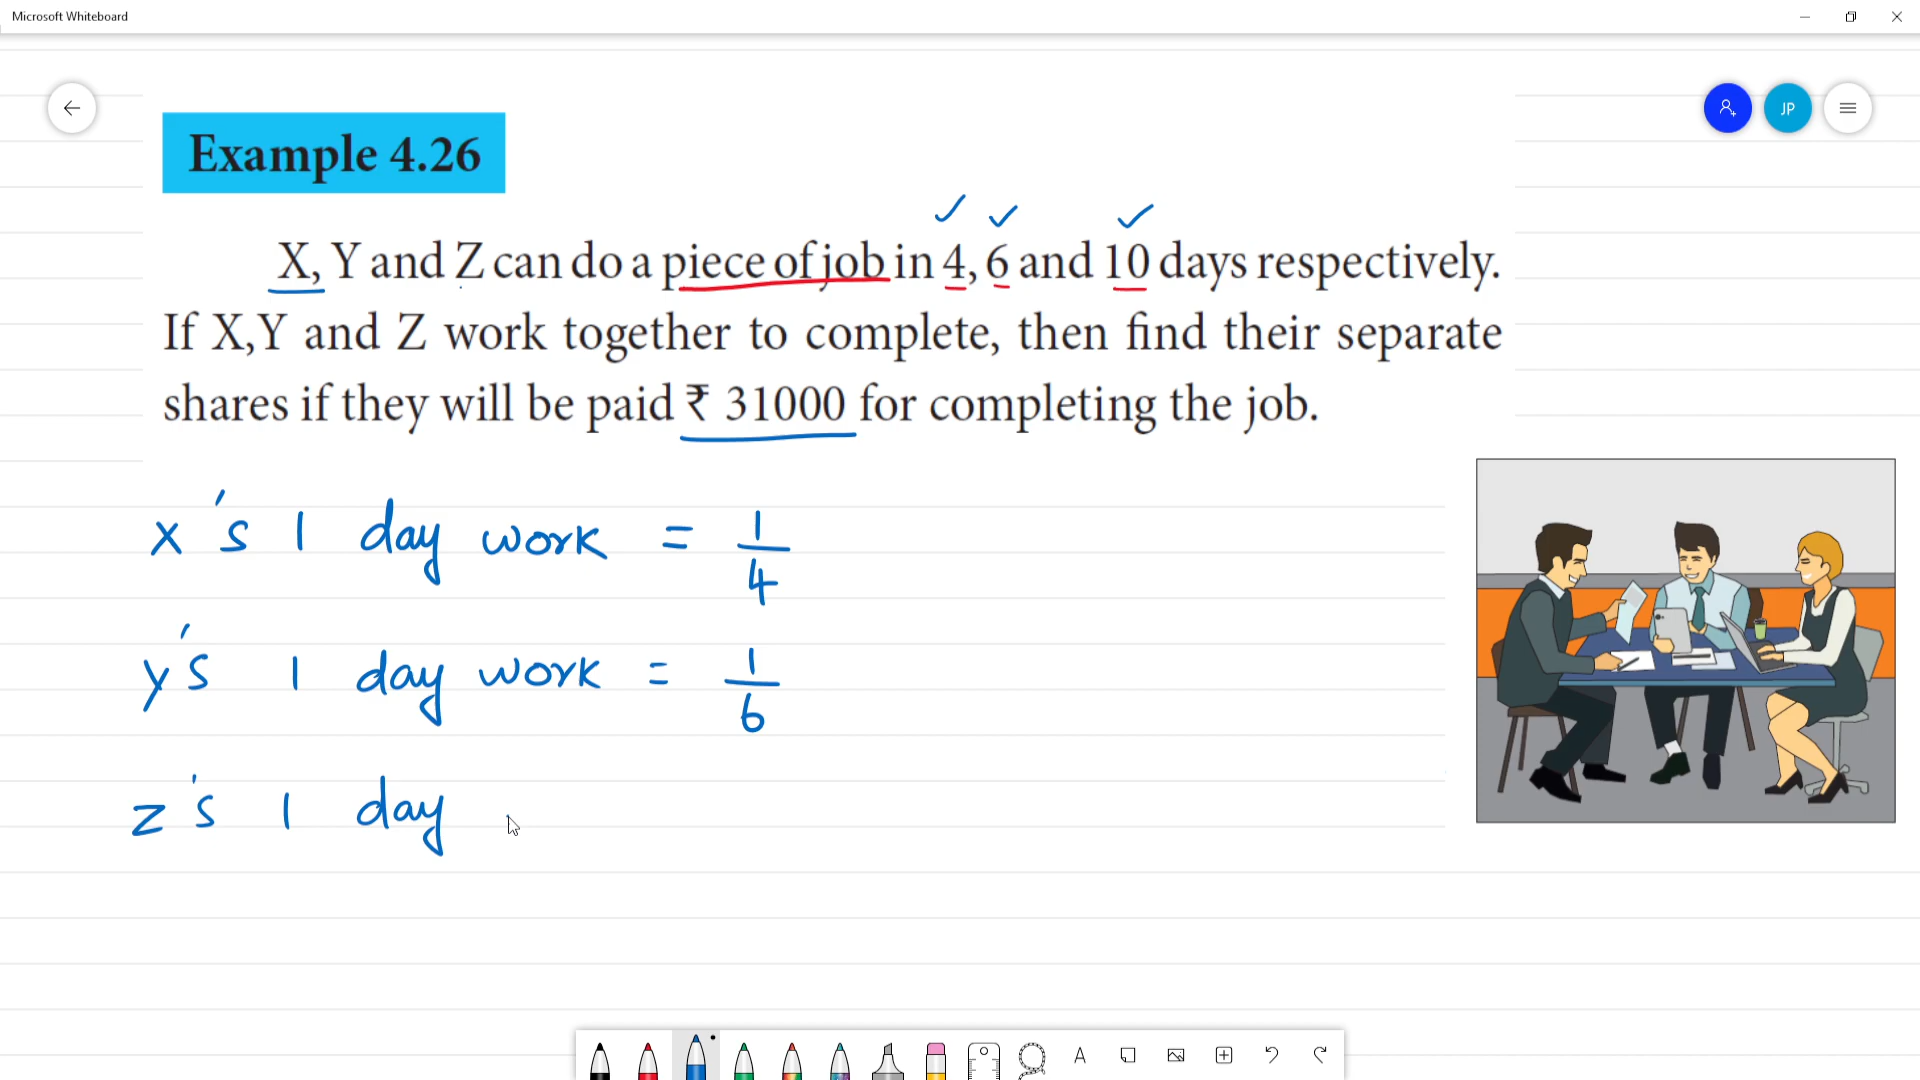 Microsoft Whiteboard
JP
Example 4.26
X, Y and Z can do a piece of job in 4, 6 and 10 days respectively.
If X,Y and Z work together to complete, then find their separate
shares if they will be paid ₹ 31000 for completing the job.
x's 1 day work = 1/4
y's 1 day work = 1/6
z's 1 day
A